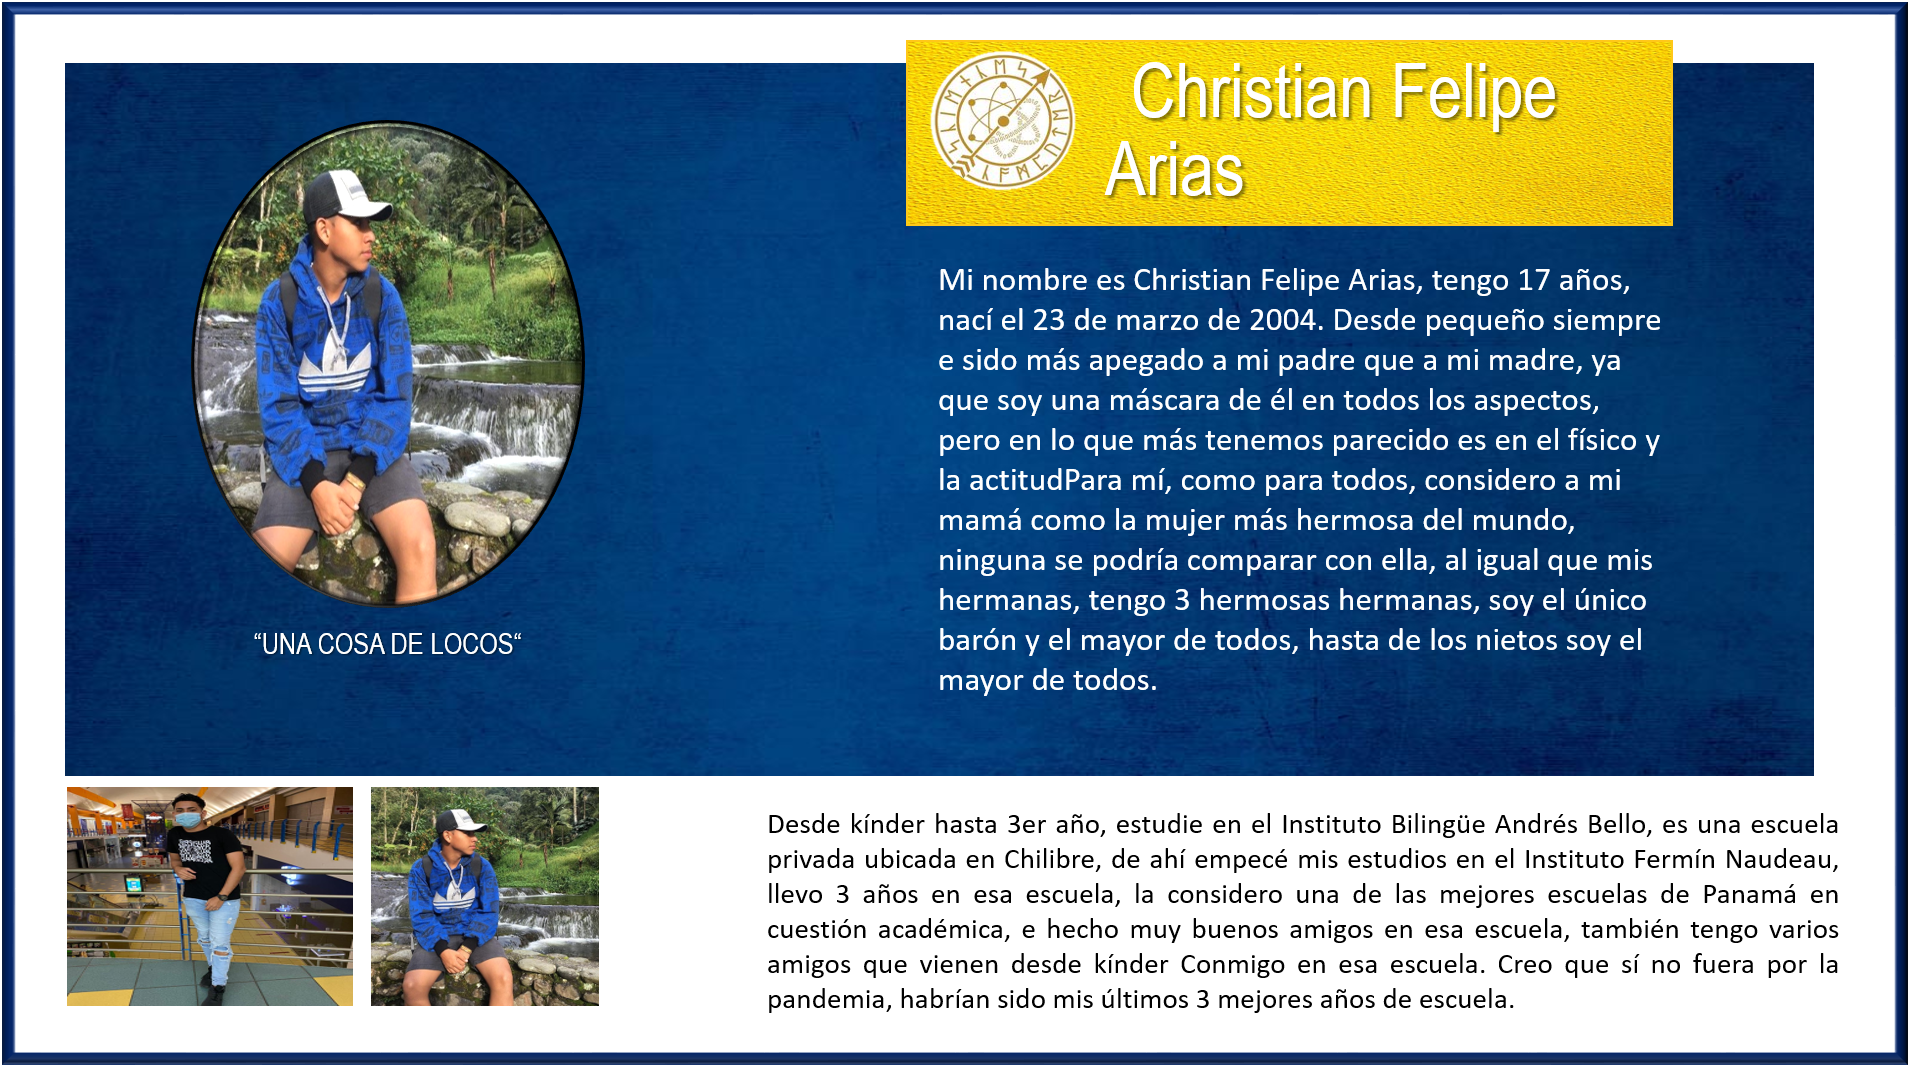 Christian Felipe
Arias
Mi nombre es Christian Felipe Arias, tengo 17 años,
nací el 23 de marzo de 2004. Desde pequeño siempre
e sido más apegado a mi padre que a mi madre, ya
que soy una máscara de él en todos los aspectos,
pero en lo que más tenemos parecido es en el físico y
la actitudPara mí, como para todos, considero a mi
mamá como la mujer más hermosa del mundo,
ninguna se podría comparar con ella, al igual que mis
hermanas, tengo 3 hermosas hermanas, soy el único
barón y el mayor de todos, hasta de los nietos soy el
mayor de todos.
“UNA COSA DE LOCOS“
Desde kínder hasta 3er año, estudie en el Instituto Bilingüe Andrés Bello, es una escuela
privada ubicada en Chilibre, de ahí empecé mis estudios en el Instituto Fermín Naudeau,
llevo 3 años en esa escuela, la considero una de las mejores escuelas de Panamá en
cuestión académica, e hecho muy buenos amigos en esa escuela, también tengo varios
amigos que vienen desde kínder Conmigo en esa escuela. Creo que sí no fuera por la
pandemia, habrían sido mis últimos 3 mejores años de escuela.